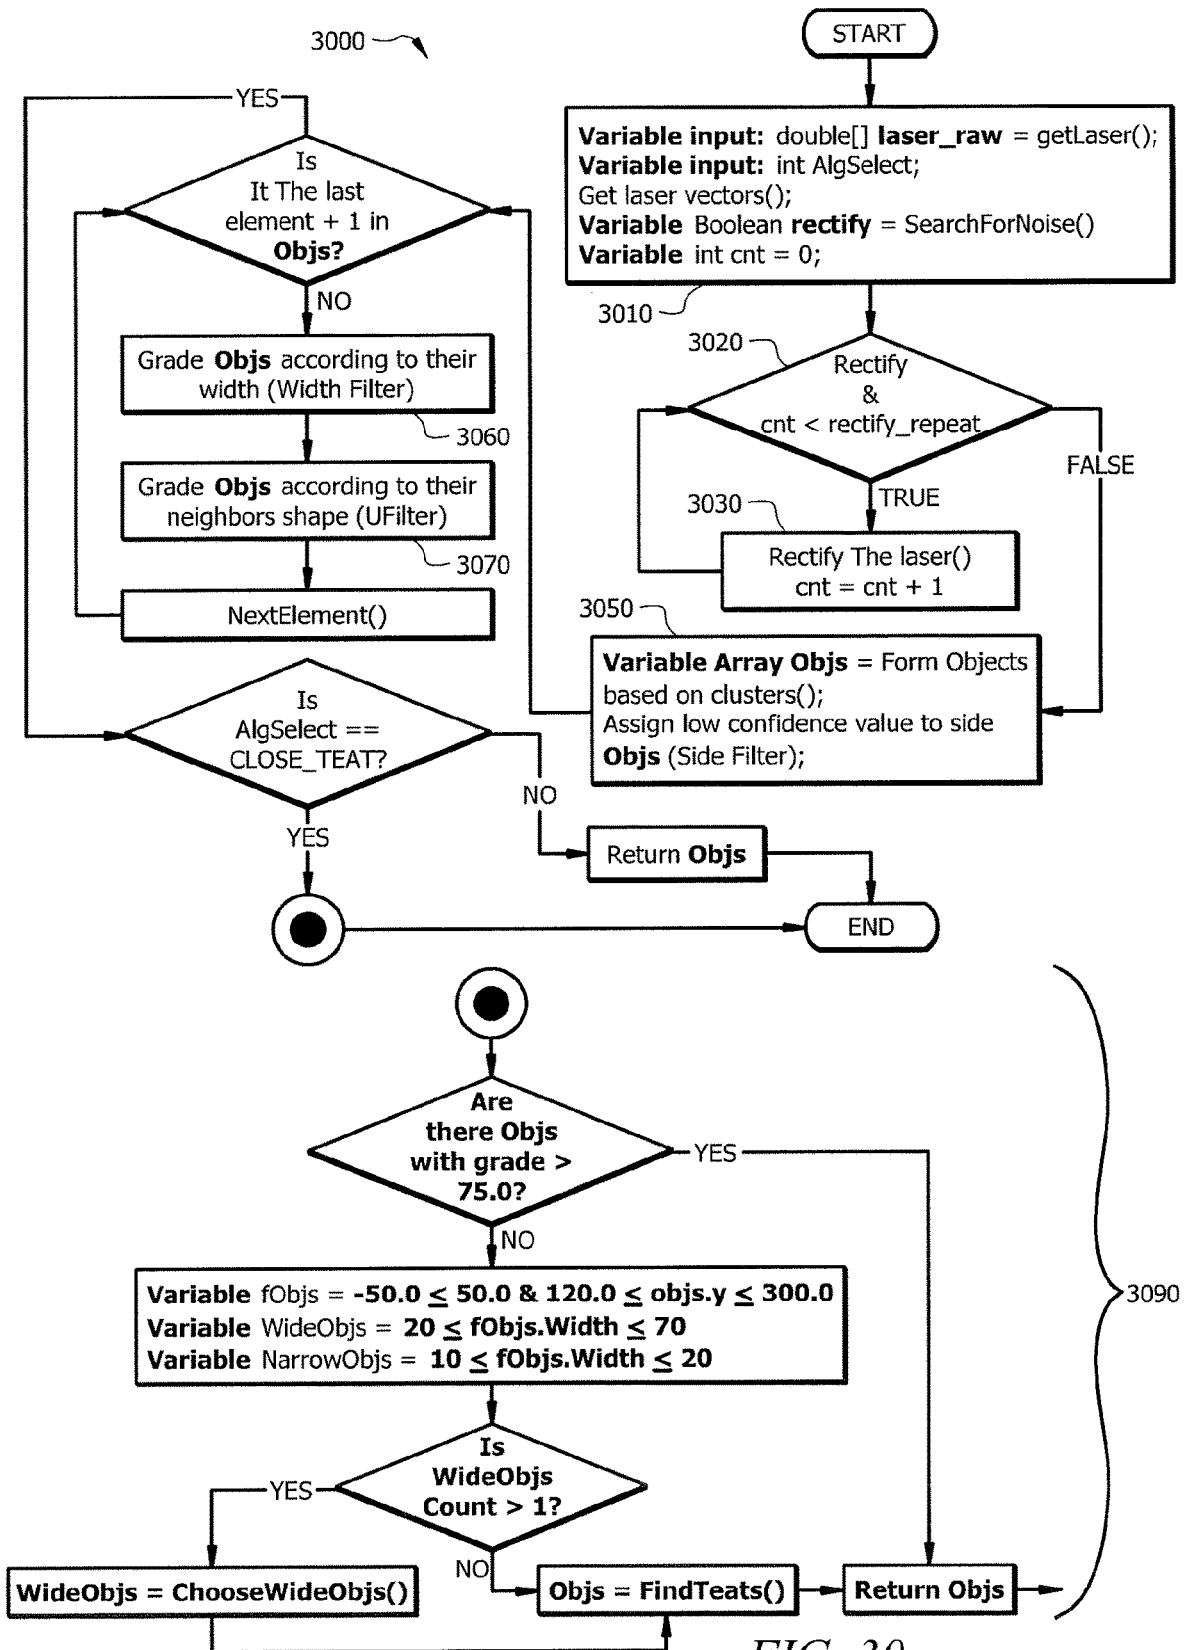 3000
START
Variable input: double[] laser_raw = getLaser();
Variable input: int AlgSelect;
Get laser vectors();
Variable Boolean rectify = SearchForNoise()
Variable int cnt = 0;
3010
3020
Rectify
&
cnt < rectify_repeat
FALSE
TRUE
3030
Rectify The laser()
cnt = cnt + 1
3050
Variable Array Objs = Form Objects
based on clusters();
Assign low confidence value to side
Objs (Side Filter);
YES
Is
It The last
element + 1 in
Objs?
NO
Grade Objs according to their
width (Width Filter)
3060
Grade Objs according to their
neighbors shape (UFilter)
3070
NextElement()
Is
AlgSelect ==
CLOSE_TEAT?
NO
YES
Return Objs
END
Are
there Objs
with grade >
75.0?
YES
NO
Variable fObjs = -50.0 ≤ 50.0 & 120.0 ≤ objs.y ≤ 300.0
Variable WideObjs = 20 ≤ fObjs.Width ≤ 70
Variable NarrowObjs = 10 ≤ fObjs.Width ≤ 20
3090
Is
WideObjs
Count > 1?
YES
NO
WideObjs = ChooseWideObjs()
Objs = FindTeats()
Return Objs
FIG. 30